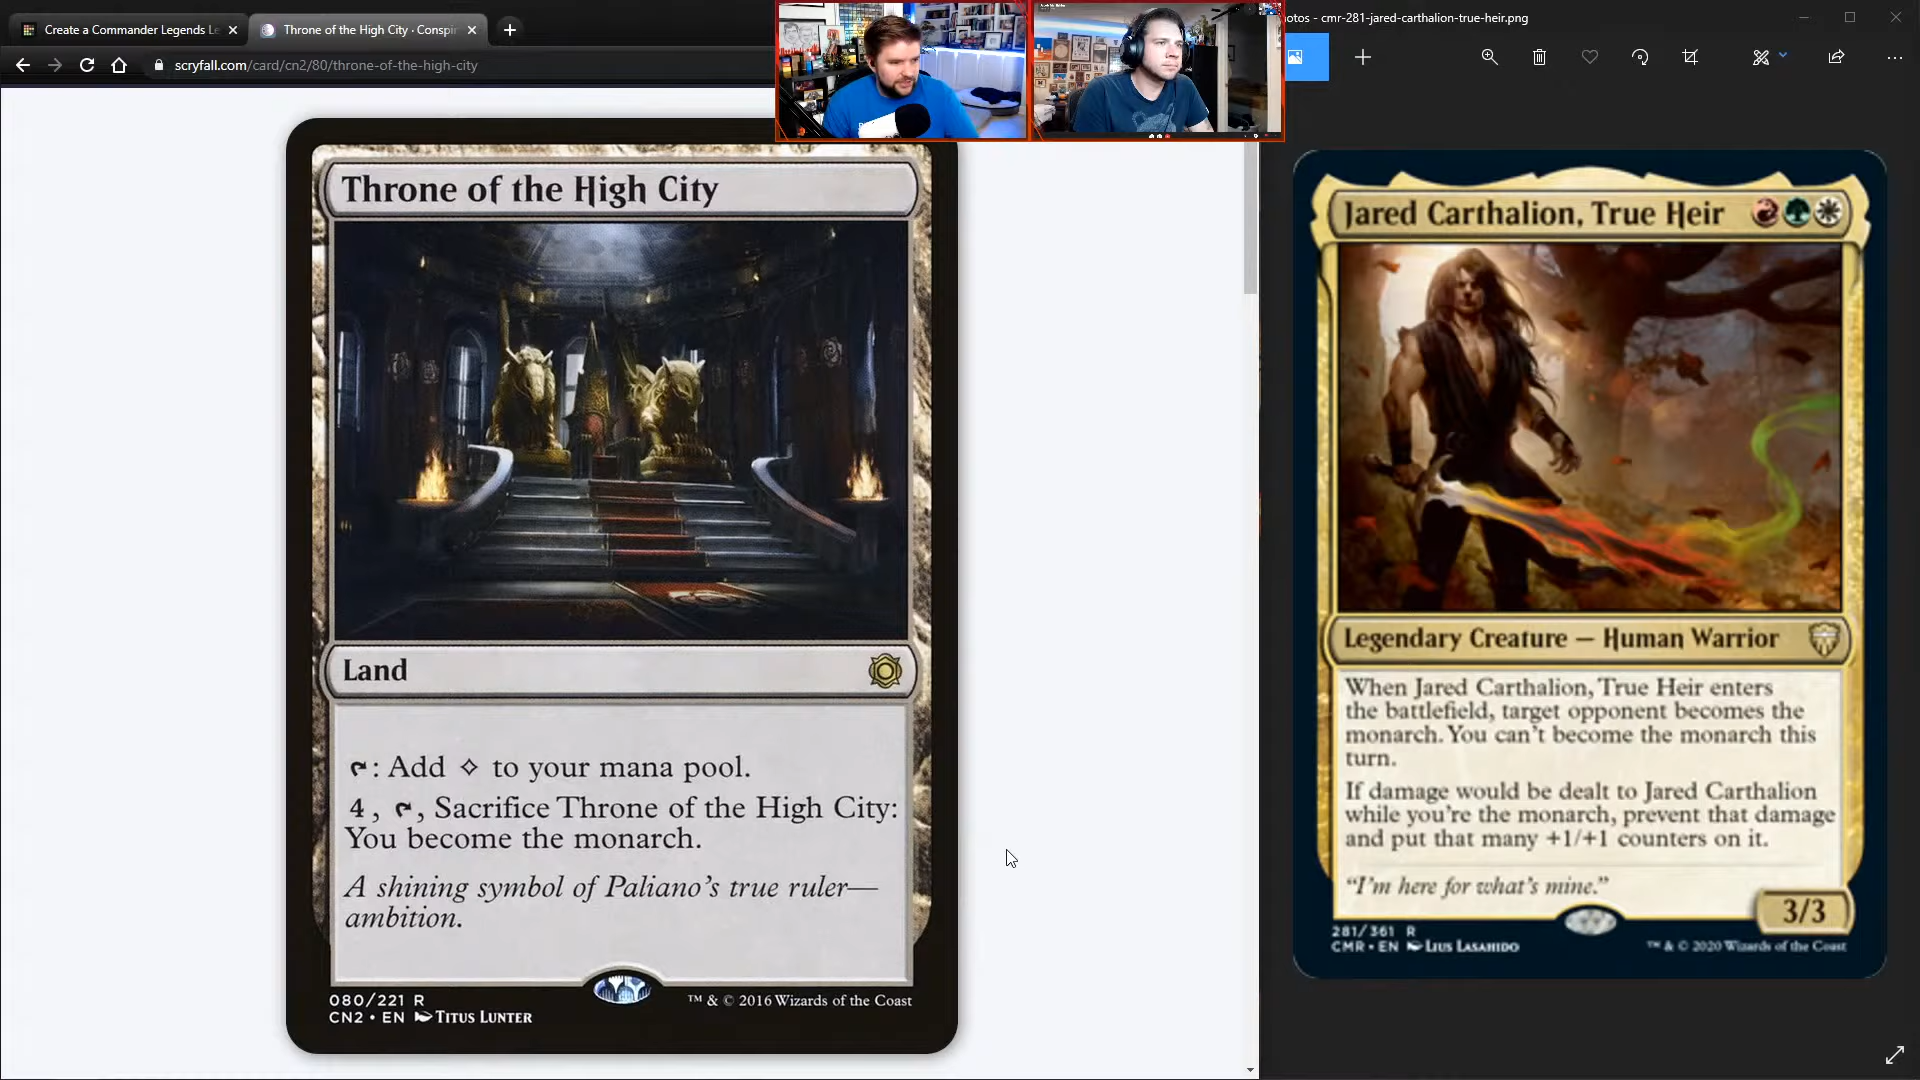 Create a Commander Legends Le
Throne of the High City · Conspir
scryfall.com/card/cn2/80/throne-of-the-high-city
otos - cmr-281-jared-carthalion-true-heir.png
Throne of the High City
Land
: Add to your mana pool.
4, , Sacrifice Throne of the High City:
You become the monarch.
A shining symbol of Paliano's true ruler—
ambition.
080/221 R
CN2 • EN Titus Lunter
™ & © 2016 Wizards of the Coast
Jared Carthalion, True Heir
Legendary Creature — Human Warrior
When Jared Carthalion, True Heir enters
the battlefield, target opponent becomes the
monarch. You can't become the monarch this
turn.
If damage would be dealt to Jared Carthalion
while you're the monarch, prevent that damage
and put that many +1/+1 counters on it.
"I'm here for what's mine."
3/3
281/361 R
CMR • EN Lius Lasahido
™ & © 2020 Wizards of the Coast